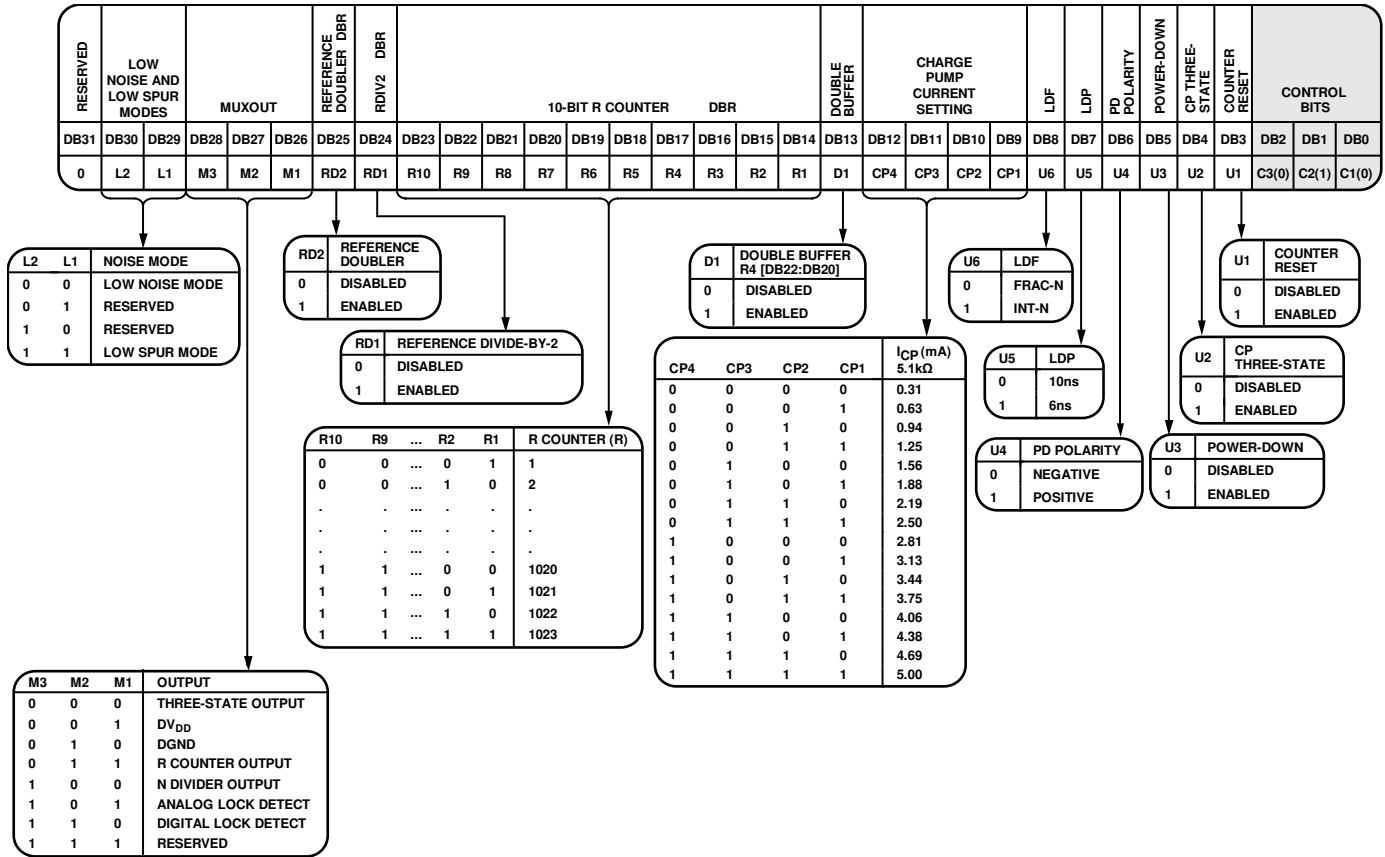 RESERVED
LOW
NOISE AND
LOW SPUR
MODES
MUXOUT
REFERENCE
DOUBLER DBR
RDIV2 DBR
10-BIT R COUNTER DBR
DOUBLE
BUFFER
CHARGE
PUMP
CURRENT
SETTING
LDF
LDP
PD
POLARITY
POWER-DOWN
CP THREE-
STATE
COUNTER
RESET
CONTROL
BITS
DB31 DB30 DB29 DB28 DB27 DB26 DB25 DB24 DB23 DB22 DB21 DB20 DB19 DB18 DB17 DB16 DB15 DB14 DB13 DB12 DB11 DB10 DB9 DB8 DB7 DB6 DB5 DB4 DB3 DB2 DB1 DB0
0 L2 L1 M3 M2 M1 RD2 RD1 R10 R9 R8 R7 R6 R5 R4 R3 R2 R1 D1 CP4 CP3 CP2 CP1 U6 U5 U4 U3 U2 U1 C3(0) C2(1) C1(0)
L2 L1 NOISE MODE
0 0 LOW NOISE MODE
0 1 RESERVED
1 0 RESERVED
1 1 LOW SPUR MODE
RD2 REFERENCE
DOUBLER
0 DISABLED
1 ENABLED
RD1 REFERENCE DIVIDE-BY-2
0 DISABLED
1 ENABLED
R10 R9 ... R2 R1 R COUNTER (R)
0 0 ... 0 1 1
0 0 ... 1 0 2
. . ... . . .
. . ... . . .
. . ... . . .
1 1 ... 0 0 1020
1 1 ... 0 1 1021
1 1 ... 1 0 1022
1 1 ... 1 1 1023
D1 DOUBLE BUFFER
R4 [DB22:DB20]
0 DISABLED
1 ENABLED
CP4 CP3 CP2 CP1 ICP (mA)
5.1kΩ
0 0 0 0 0.31
0 0 0 1 0.63
0 0 1 0 0.94
0 0 1 1 1.25
0 1 0 0 1.56
0 1 0 1 1.88
0 1 1 0 2.19
0 1 1 1 2.50
1 0 0 0 2.81
1 0 0 1 3.13
1 0 1 0 3.44
1 0 1 1 3.75
1 1 0 0 4.06
1 1 0 1 4.38
1 1 1 0 4.69
1 1 1 1 5.00
U6 LDF
0 FRAC-N
1 INT-N
U5 LDP
0 10ns
1 6ns
U4 PD POLARITY
0 NEGATIVE
1 POSITIVE
U1 COUNTER
RESET
0 DISABLED
1 ENABLED
U2 CP
THREE-STATE
0 DISABLED
1 ENABLED
U3 POWER-DOWN
0 DISABLED
1 ENABLED
M3 M2 M1 OUTPUT
0 0 0 THREE-STATE OUTPUT
0 0 1 DVDD
0 1 0 DGND
0 1 1 R COUNTER OUTPUT
1 0 0 N DIVIDER OUTPUT
1 0 1 ANALOG LOCK DETECT
1 1 0 DIGITAL LOCK DETECT
1 1 1 RESERVED